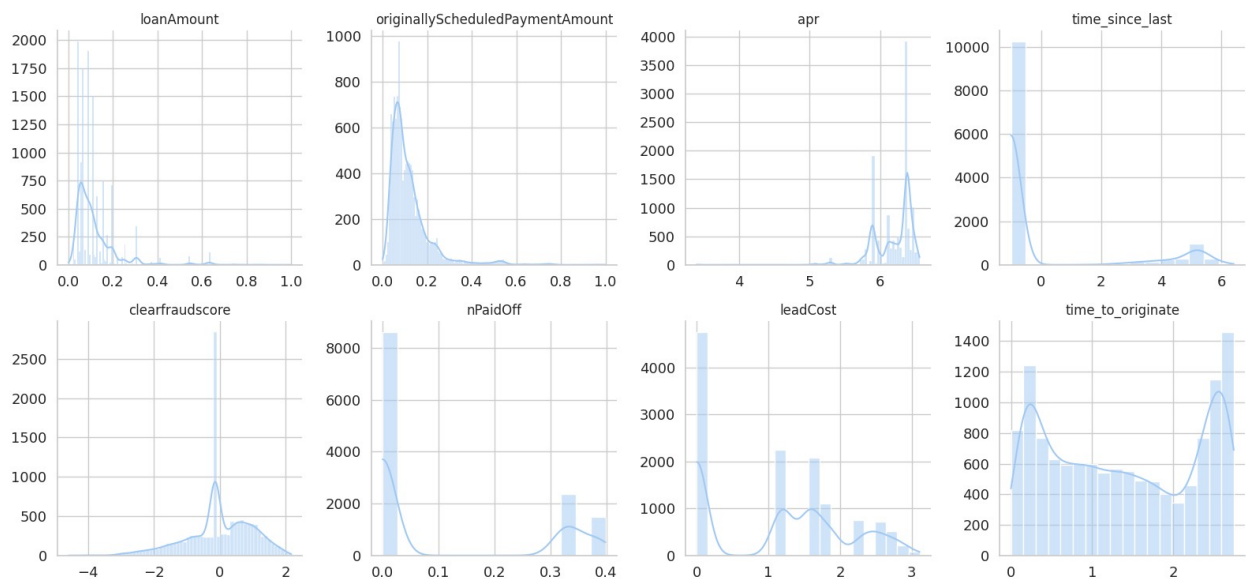 loanAmount originallyScheduledPaymentAmount apr time_since_last
2000 1000 4000 10000
1750 3500
1500 800 3000 8000
1250 2500
1000 600 2000 6000
750 400 1500 4000
500 200 1000 2000
250 500
0 0 0 0
0.0 0.2 0.4 0.6 0.8 1.0 0.0 0.2 0.4 0.6 0.8 1.0 4 5 6 0 2 4 6
clearfraudscore nPaidOff leadCost time_to_originate
2500 8000 4000 1400
2000 6000 3000 1200
1500 1000
1000 4000 2000 800
500 2000 1000 600
400
200
0 0 0 0
−4 −2 0 2 0.0 0.1 0.2 0.3 0.4 0 1 2 3 0 1 2